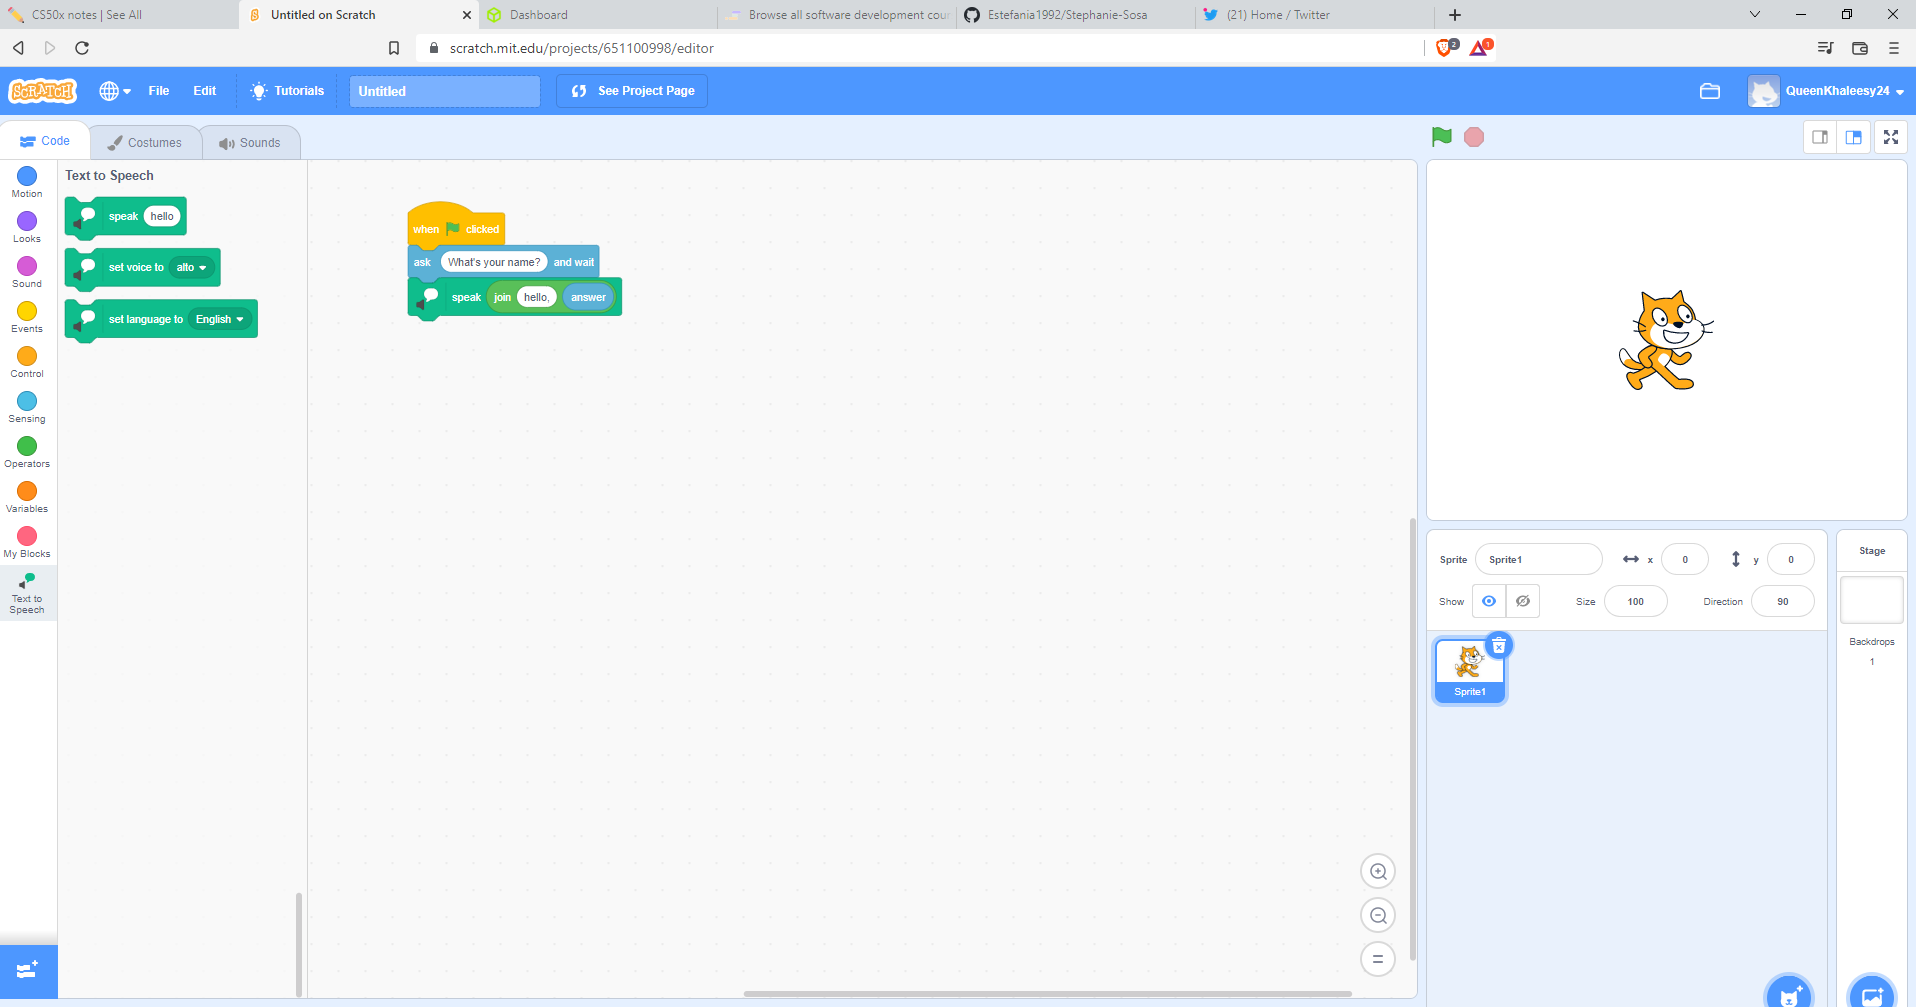 CS50x notes | See All
Untitled on Scratch
Dashboard
Browse all software development cour
Estefania1992/Stephanie-Sosa
(21) Home / Twitter
scratch.mit.edu/projects/651100998/editor
2
1
SCRATCH
File
Edit
Tutorials
Untitled
See Project Page
QueenKhaleesy24
Code
Costumes
Sounds
Motion
Looks
Sound
Events
Control
Sensing
Operators
Variables
My Blocks
Text to
Speech
Text to Speech
speak hello
set voice to alto
set language to English
when clicked
ask What's your name? and wait
speak join hello, answer
Sprite Sprite1 x 0 y 0
Show Size 100 Direction 90
Sprite1
Stage
Backdrops
1